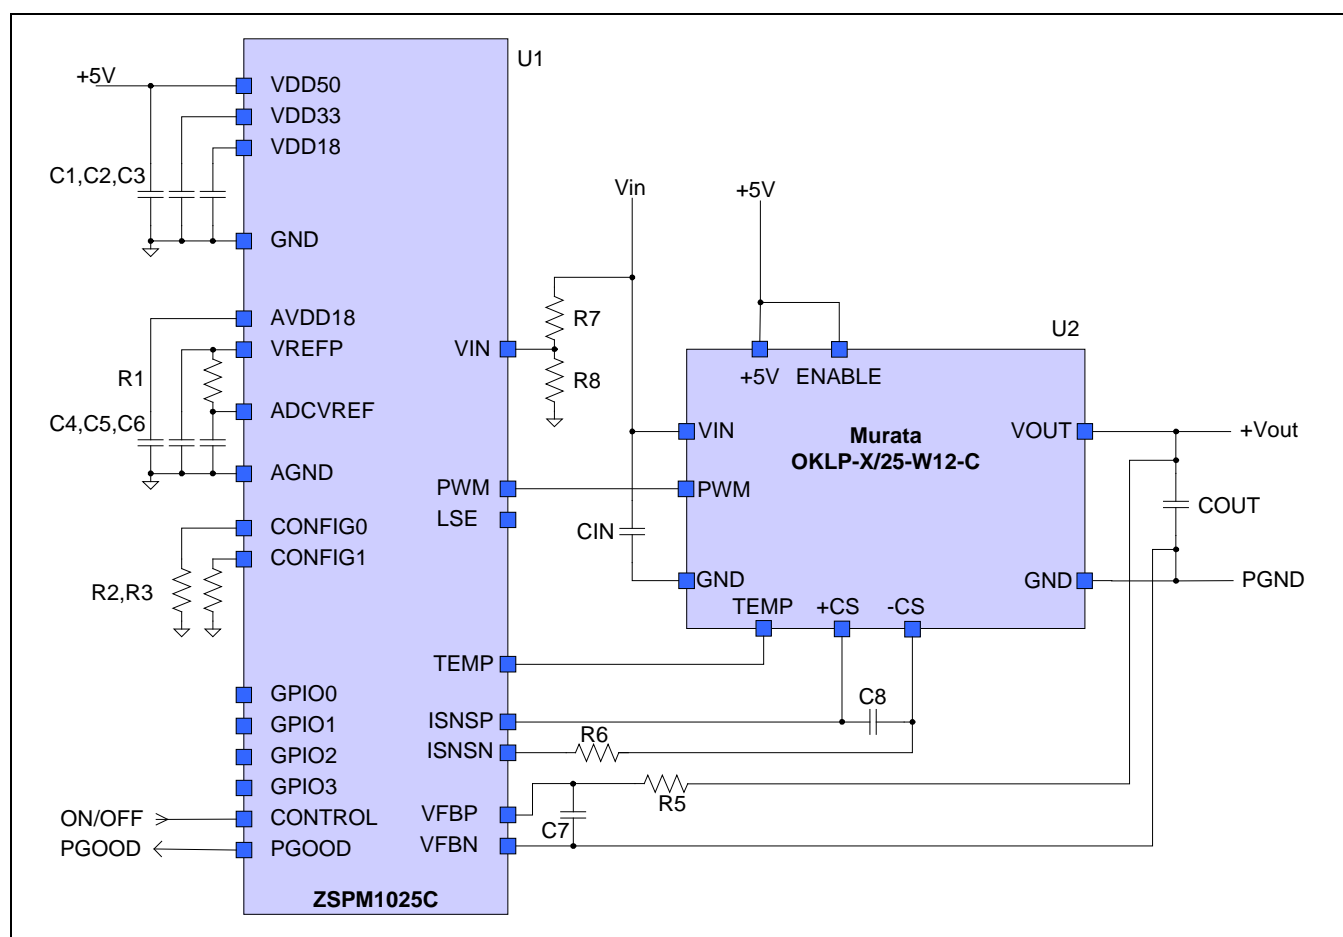 U1
+5V
VDD50
VDD33
VDD18
C1,C2,C3
GND
AVDD18
VREFP
R1
ADCVREF
C4,C5,C6
AGND
CONFIG0
CONFIG1
R2,R3
GPIO0
GPIO1
GPIO2
GPIO3
ON/OFF
CONTROL
PGOOD
PGOOD
VIN
PWM
LSE
TEMP
ISNSP
ISNSN
VFBP
VFBN
ZSPM1025C
Vin
R7
R8
CIN
+5V
U2
+5V
ENABLE
VIN
Murata
OKLP-X/25-W12-C
VOUT
PWM
GND
GND
TEMP
+CS
-CS
+Vout
COUT
PGND
C8
R6
R5
C7